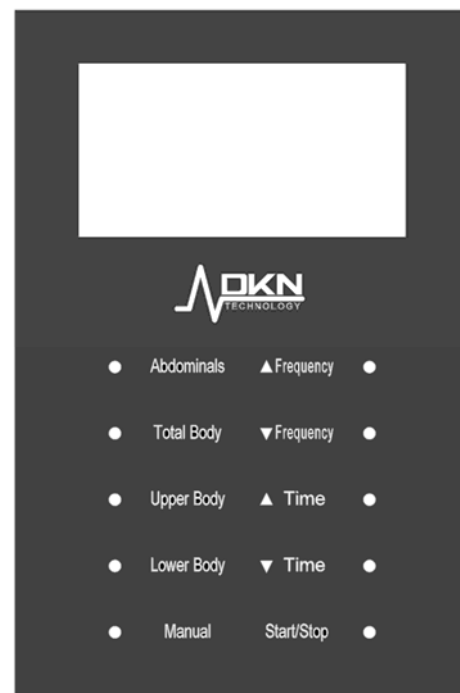 DKN
TECHNOLOGY
Abdominals ▲Frequency
Total Body ▼Frequency
Upper Body ▲ Time
Lower Body ▼ Time
Manual Start/Stop